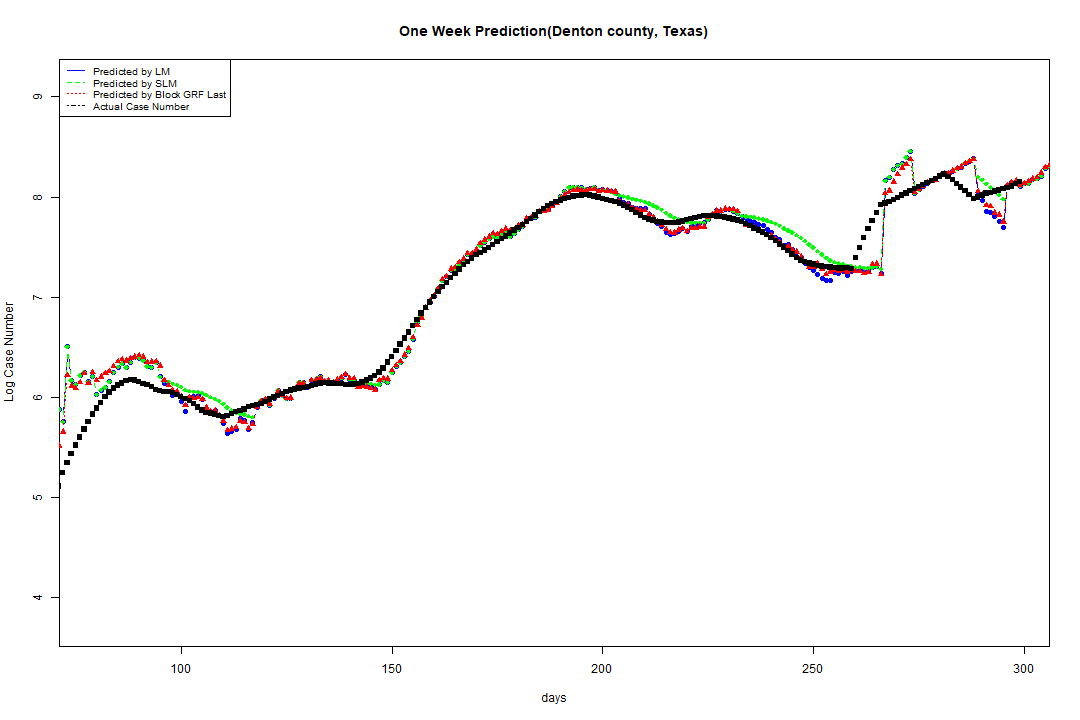 One Week Prediction(Denton county, Texas)
Predicted by LM
Predicted by SLM
Predicted by Block GRF Last
Actual Case Number
9
8
7
6
5
4
Log Case Number
100
150
200
250
300
days